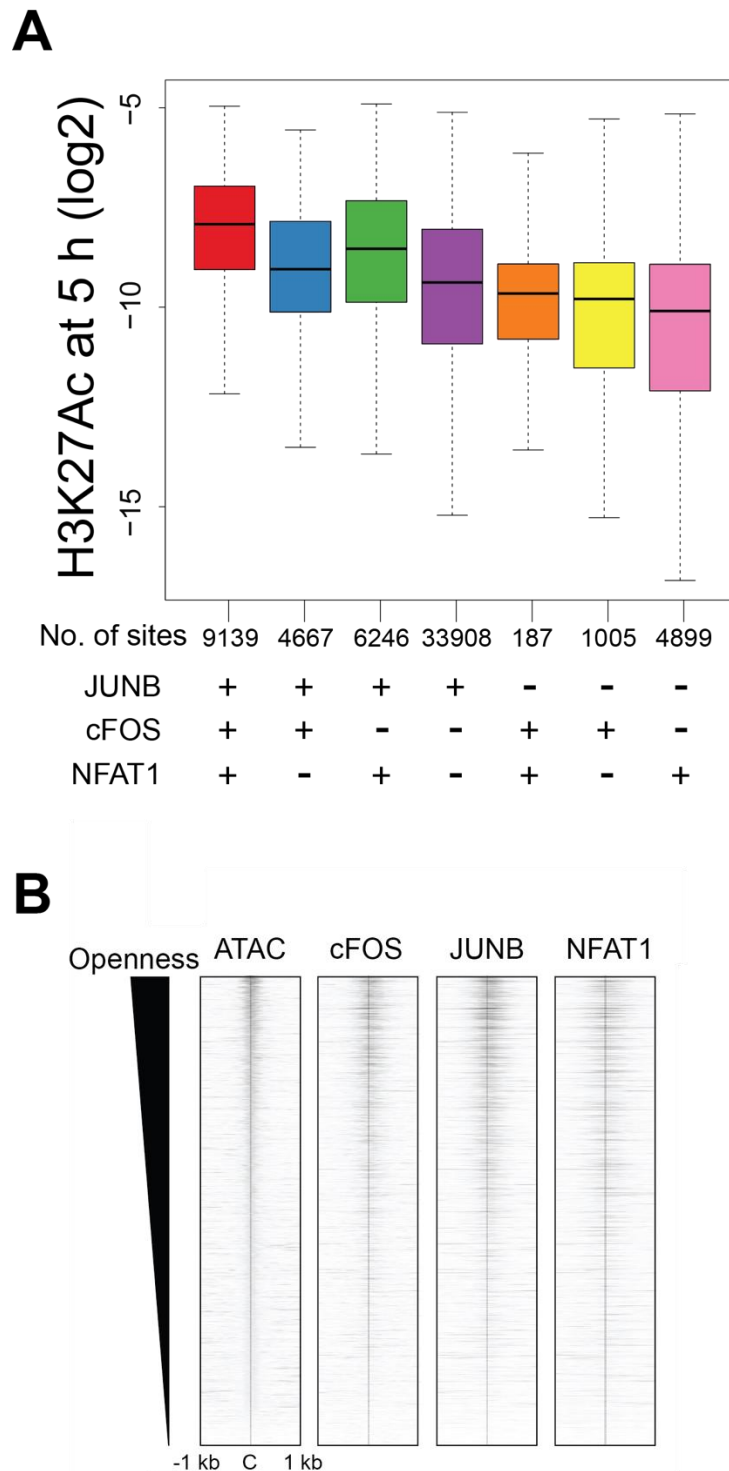 A
H3K27Ac at 5 h (log2)
−5
−10
−15
No. of sites 9139 4667 6246 33908 187 1005 4899
JUNB + + + + - - -
cFOS + + - - + + -
NFAT1 + - + - + - +
B
Openness ATAC cFOS JUNB NFAT1
-1 kb C 1 kb